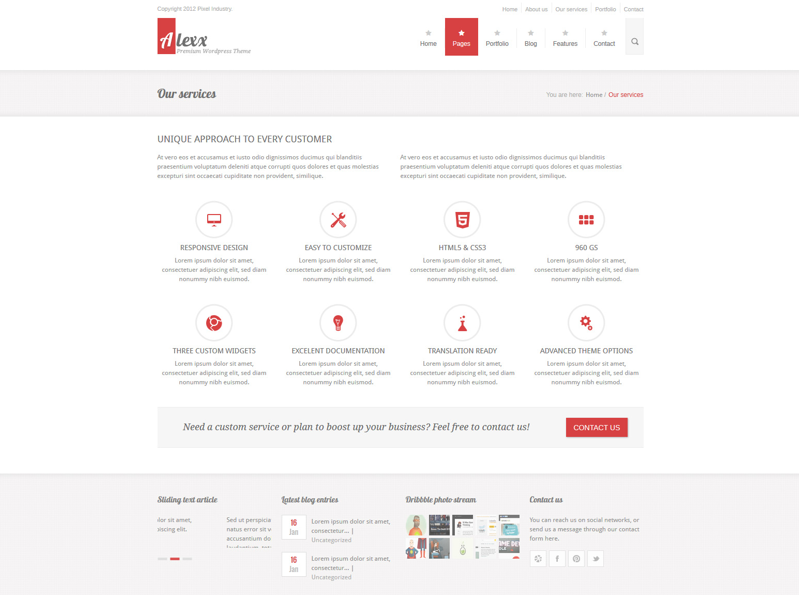 Copyright 2012 Pixel Industry
Home About us Our services Portfolio Contact
Alexx
Premium Wordpress Theme
Home Pages Portfolio Blog Features Contact
Our services
You are here: Home / Our services
UNIQUE APPROACH TO EVERY CUSTOMER
At vero eos et accusamus et iusto odio dignissimos ducimus qui blanditiis
praesentium voluptatum deleniti atque corrupti quos dolores et quas molestias
excepturi sint occaecati cupiditate non provident, similique.
At vero eos et accusamus et iusto odio dignissimos ducimus qui blanditiis
praesentium voluptatum deleniti atque corrupti quos dolores et quas molestias
excepturi sint occaecati cupiditate non provident, similique.
RESPONSIVE DESIGN
Lorem ipsum dolor sit amet,
consectetuer adipiscing elit, sed diam
nonummy nibh euismod.
EASY TO CUSTOMIZE
Lorem ipsum dolor sit amet,
consectetuer adipiscing elit, sed diam
nonummy nibh euismod.
HTML5 & CSS3
Lorem ipsum dolor sit amet,
consectetuer adipiscing elit, sed diam
nonummy nibh euismod.
960 GS
Lorem ipsum dolor sit amet,
consectetuer adipiscing elit, sed diam
nonummy nibh euismod.
THREE CUSTOM WIDGETS
Lorem ipsum dolor sit amet,
consectetuer adipiscing elit, sed diam
nonummy nibh euismod.
EXCELENT DOCUMENTATION
Lorem ipsum dolor sit amet,
consectetuer adipiscing elit, sed diam
nonummy nibh euismod.
TRANSLATION READY
Lorem ipsum dolor sit amet,
consectetuer adipiscing elit, sed diam
nonummy nibh euismod.
ADVANCED THEME OPTIONS
Lorem ipsum dolor sit amet,
consectetuer adipiscing elit, sed diam
nonummy nibh euismod.
Need a custom service or plan to boost up your business? Feel free to contact us!
CONTACT US
Sliding text article
lor sit amet,
iscing elit.
Sed ut perspicia
natus error sit v
accusantium do
Latest blog entries
16
Jan
Lorem ipsum dolor sit amet,
consectetur... |
Uncategorized
16
Jan
Lorem ipsum dolor sit amet,
consectetur... |
Uncategorized
Dribbble photo stream
Contact us
You can reach us on social networks, or
send us a message from our contact
form here.